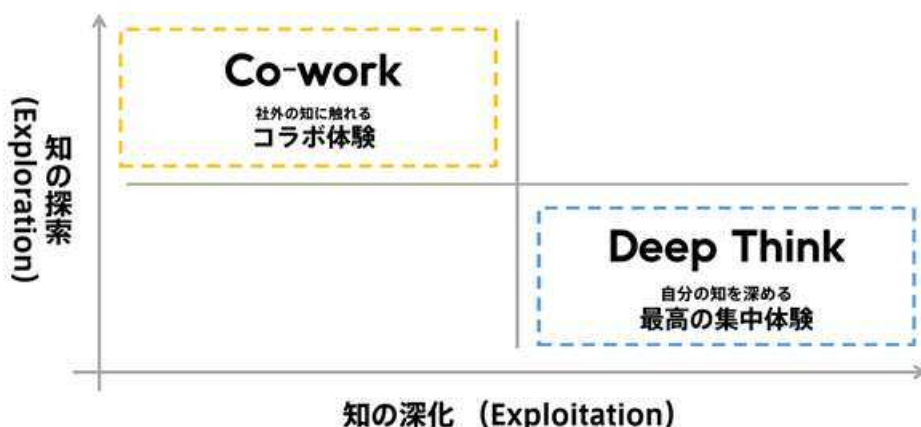 Co-work
社外の知に触れる
コラボ体験
知の探索
(Exploration)
Deep Think
自分の知を深める
最高の集中体験
知の深化 (Exploitation)